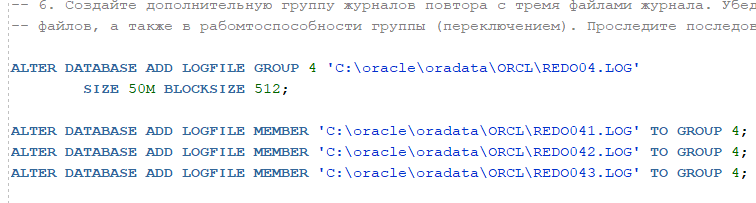 -- 6. Создайте дополнительную группу журналов повтора с тремя файлами журнала. Убед
-- файлов, а также в рабомтоспособности группы (переключением). Проследите последов
ALTER DATABASE ADD LOGFILE GROUP 4 'C:\oracle\oradata\ORCL\REDO04.LOG'
SIZE 50M BLOCKSIZE 512;
ALTER DATABASE ADD LOGFILE MEMBER 'C:\oracle\oradata\ORCL\REDO041.LOG' TO GROUP 4;
ALTER DATABASE ADD LOGFILE MEMBER 'C:\oracle\oradata\ORCL\REDO042.LOG' TO GROUP 4;
ALTER DATABASE ADD LOGFILE MEMBER 'C:\oracle\oradata\ORCL\REDO043.LOG' TO GROUP 4;